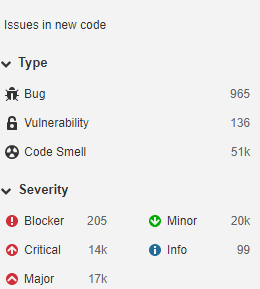 Issues in new code
Type
Bug 965
Vulnerability 136
Code Smell 51k
Severity
Blocker 205 Minor 20k
Critical 14k Info 99
Major 17k